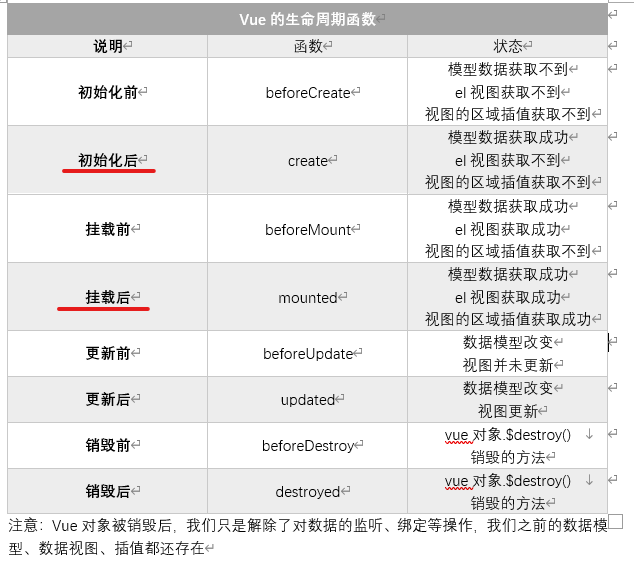 Vue 的生命周期函数
说明 函数 状态
初始化前 beforeCreate 模型数据获取不到
el 视图获取不到
视图的区域插值获取不到
初始化后 create 模型数据获取成功
el 视图获取不到
视图的区域插值获取不到
挂载前 beforeMount 模型数据获取成功
el 视图获取成功
视图的区域插值获取不到
挂载后 mounted 模型数据获取成功
el 视图获取成功
视图的区域插值获取成功
更新前 beforeUpdate 数据模型改变
视图并未更新
更新后 updated 数据模型改变
视图更新
销毁前 beforeDestroy vue 对象.$destroy()
销毁的方法
销毁后 destroyed vue 对象.$destroy()
销毁的方法
注意：Vue 对象被销毁后，我们只是解除了对数据的监听、绑定等操作，我们之前的数据模
型、数据视图、插值都还存在